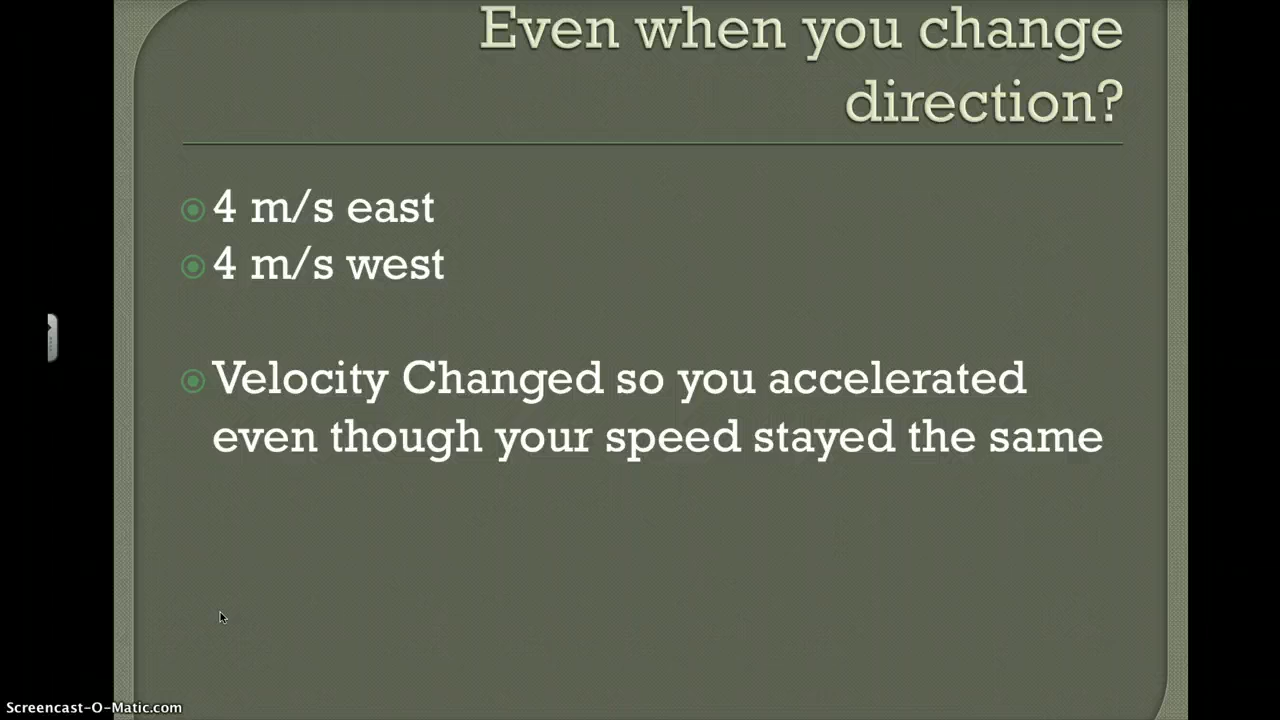 Even when you change
direction?
4 m/s east
4 m/s west
Velocity Changed so you accelerated
even though your speed stayed the same
Screencast-O-Matic.com